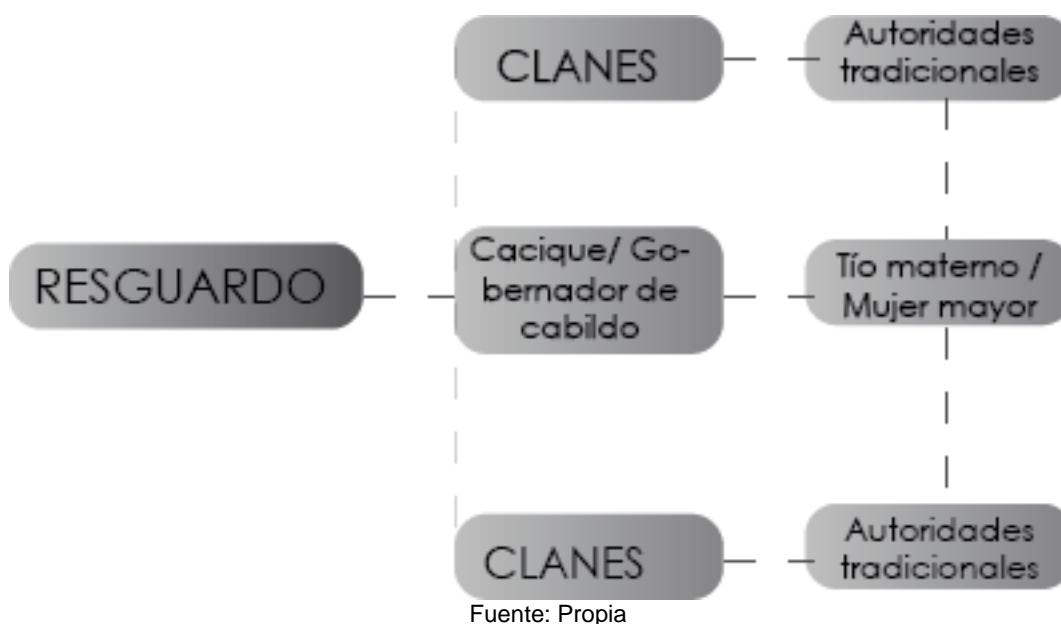 CLANES
Autoridades
tradicionales
RESGUARDO
Cacique/ Go-
bernador de
cabildo
Tío materno /
Mujer mayor
CLANES
Autoridades
tradicionales
Fuente: Propia